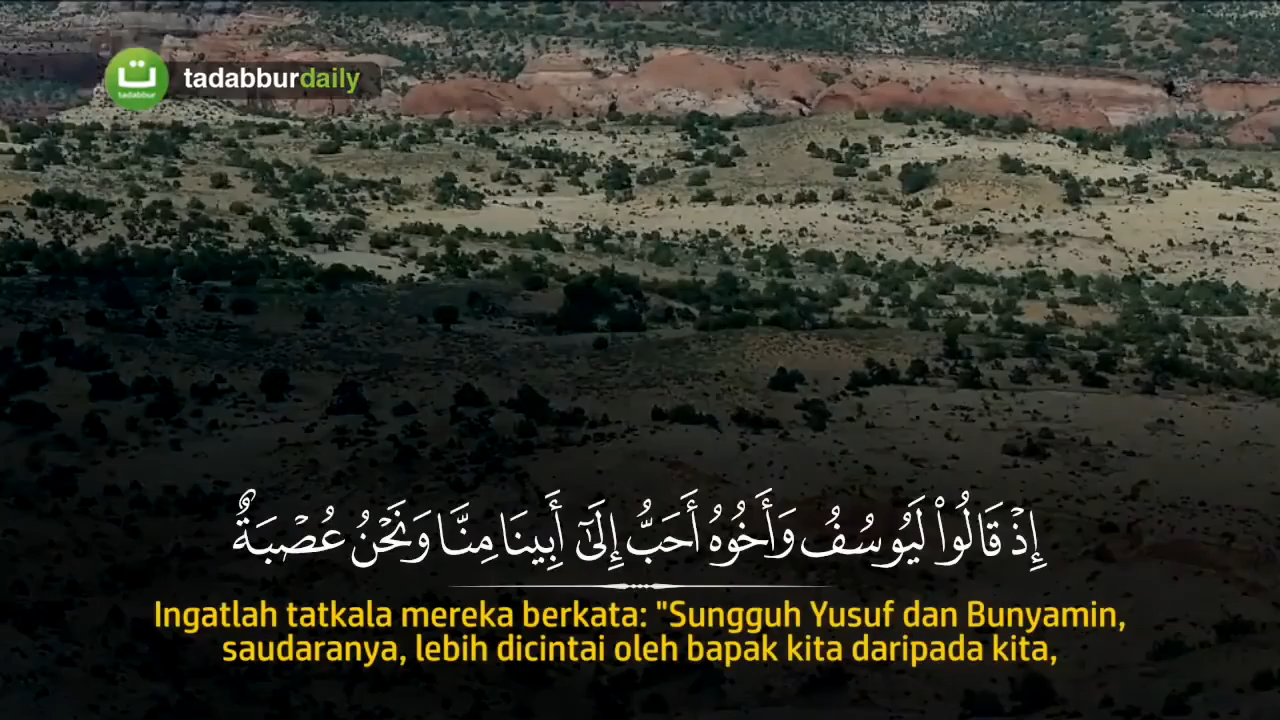 ت
tadabbur
tadabburdaily
إِذْ قَالُوا۟ لَيُوسُفُ وَأَخُوهُ أَحَبُّ إِلَىٰٓ أَبِينَا مِنَّا وَنَحْنُ عُصْبَةٌ
Ingatlah tatkala mereka berkata: "Sungguh Yusuf dan Bunyamin,
saudaranya, lebih dicintai oleh bapak kita daripada kita,